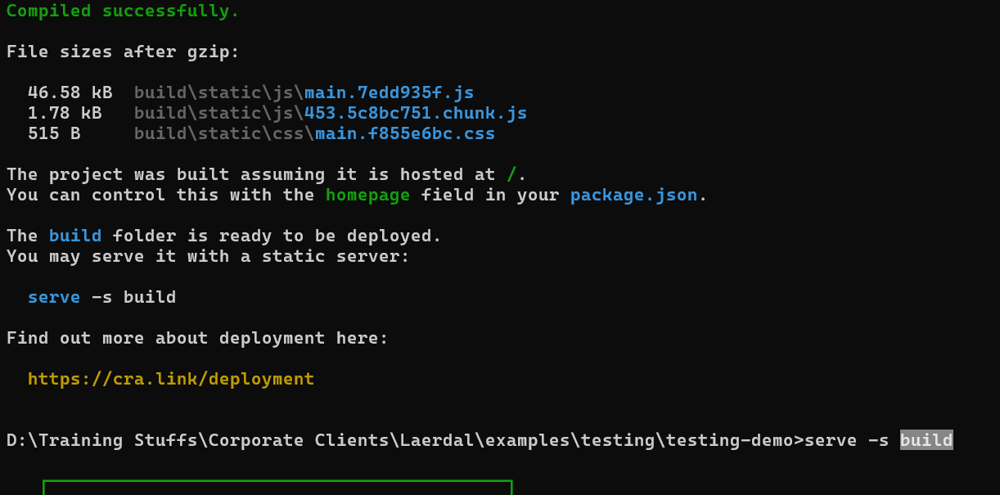 Compiled successfully.
File sizes after gzip:
46.58 kB  build\static\js\main.7edd935f.js
1.78 kB   build\static\js\453.5c8bc751.chunk.js
515 B     build\static\css\main.f855e6bc.css
The project was built assuming it is hosted at /.
You can control this with the homepage field in your package.json.
The build folder is ready to be deployed.
You may serve it with a static server:
serve -s build
Find out more about deployment here:
https://cra.link/deployment
D:\Training Stuffs\Corporate Clients\Laerdal\examples\testing\testing-demo>serve -s build